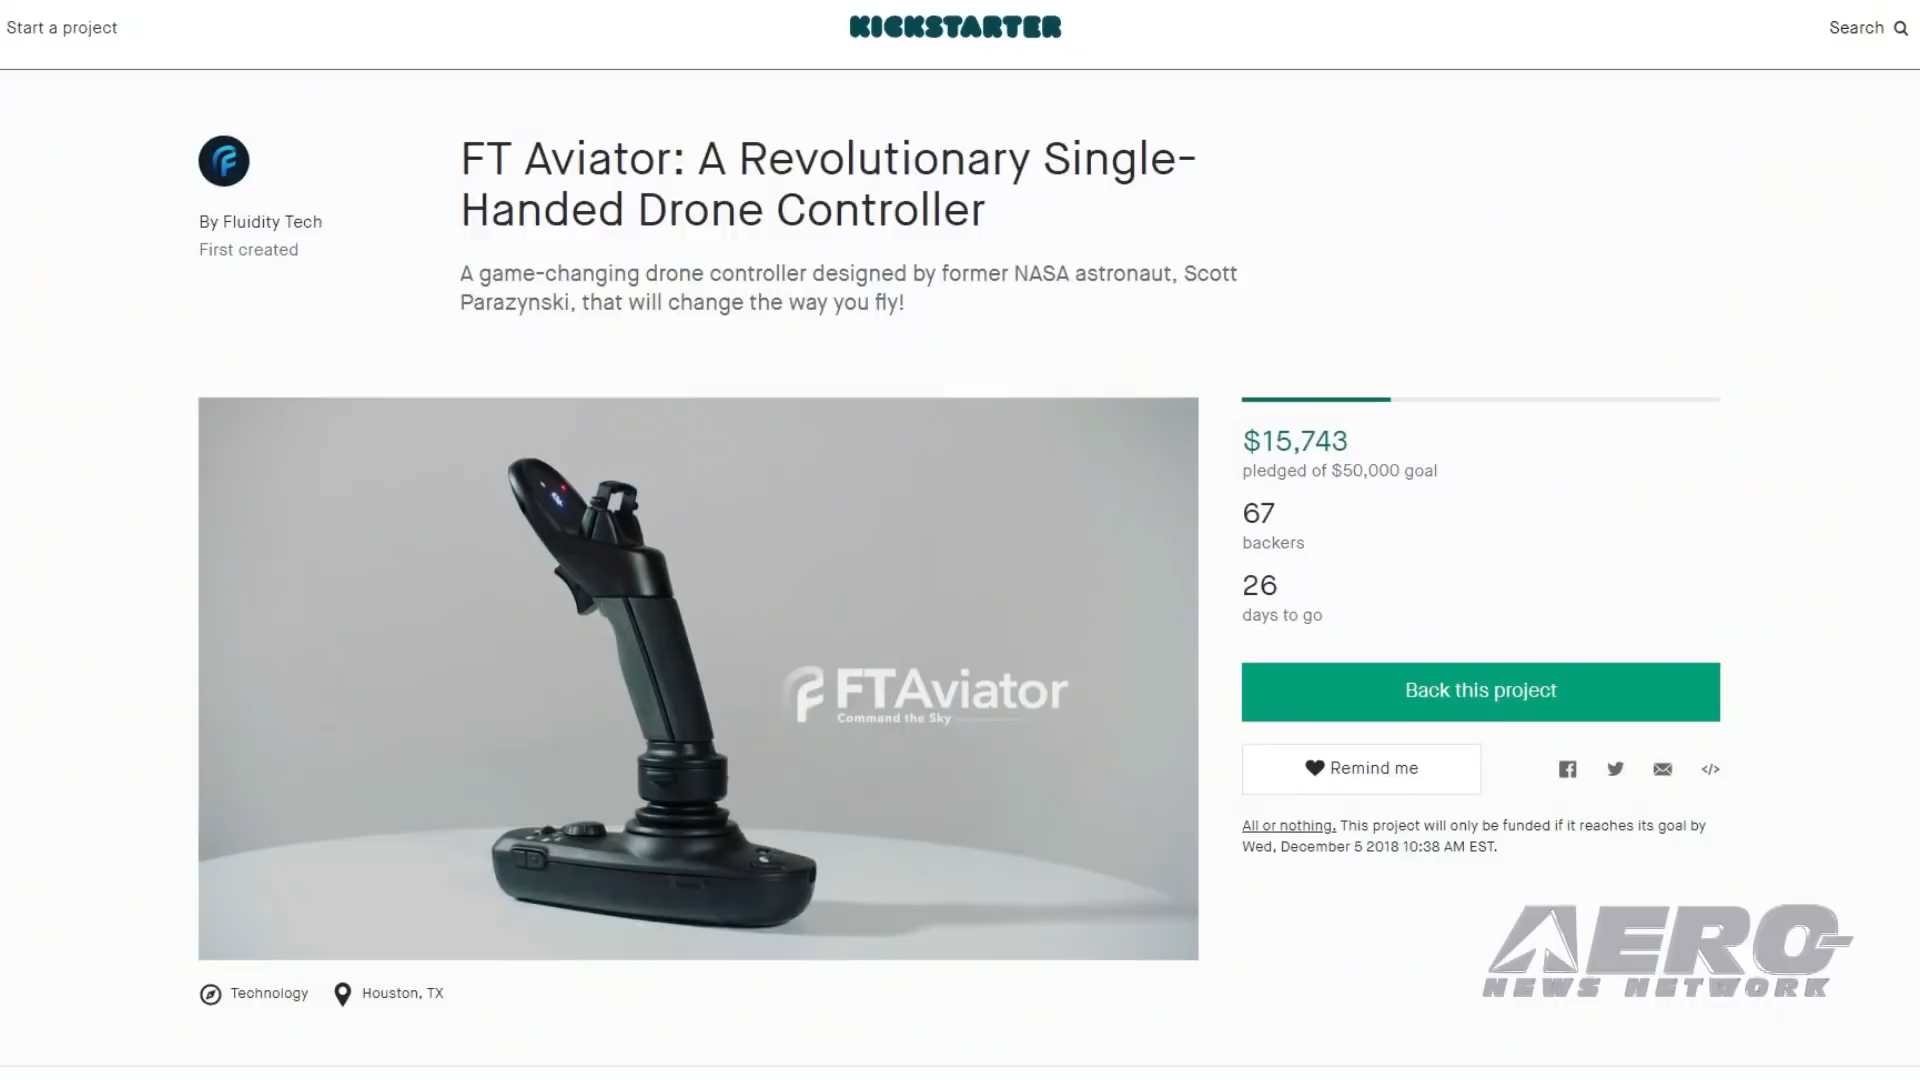 Start a project
KICKSTARTER
Search
FT Aviator: A Revolutionary Single-
Handed Drone Controller
By Fluidity Tech
First created
A game-changing drone controller designed by former NASA astronaut, Scott
Parazynski, that will change the way you fly!
$15,743
pledged of $50,000 goal
67
backers
26
days to go
Back this project
Remind me
All or nothing. This project will only be funded if it reaches its goal by
Wed, December 5 2018 10:38 AM EST.
FTAviator
Command the Sky
Technology
Houston, TX
AERO-
NEWS NETWORK